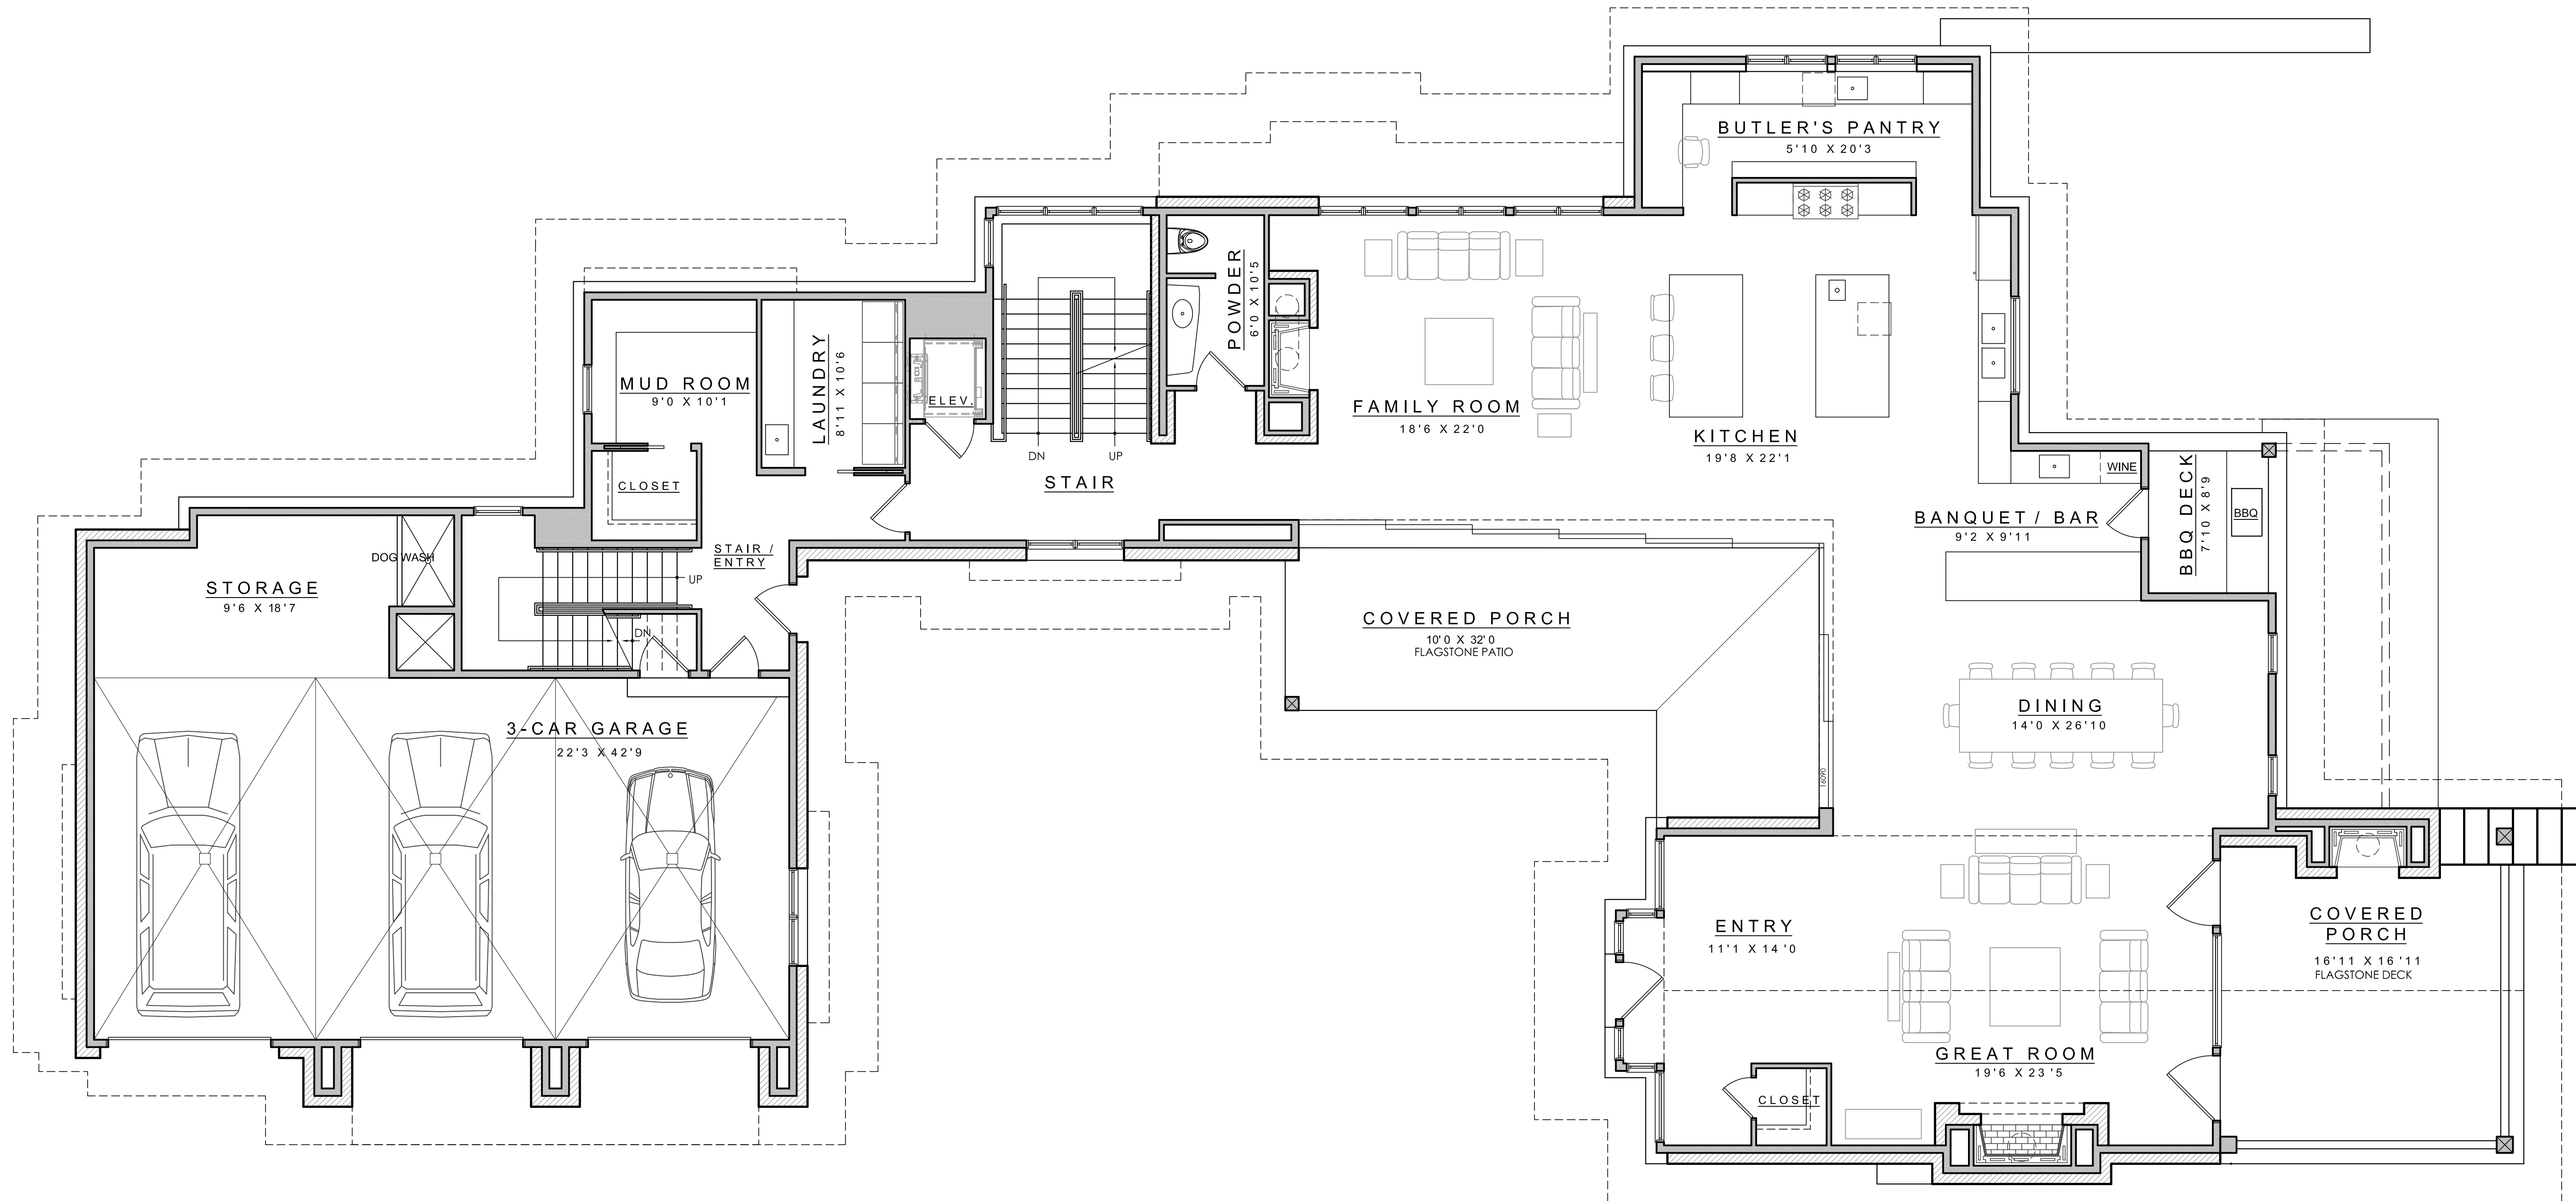 BUTLER'S PANTRY
5'10 X 20'3
POWDER
6'0 X 10'5
MUD ROOM
9'0 X 10'1
LAUNDRY
8'11 X 10'6
ELEV.
FAMILY ROOM
18'6 X 22'0
KITCHEN
19'8 X 22'1
DN
UP
STAIR
CLOSET
WINE
BBQ DECK
7'10 X 8'9
BBQ
BANQUET / BAR
9'2 X 9'11
DOG WASH
STAIR /
ENTRY
UP
STORAGE
9'6 X 18'7
DN
COVERED PORCH
10'0 X 32'0
FLAGSTONE PATIO
DINING
14'0 X 26'10
3-CAR GARAGE
22'3 X 42'9
16090
ENTRY
11'1 X 14'0
COVERED
PORCH
16'11 X 16'11
FLAGSTONE DECK
GREAT ROOM
19'6 X 23'5
CLOSET